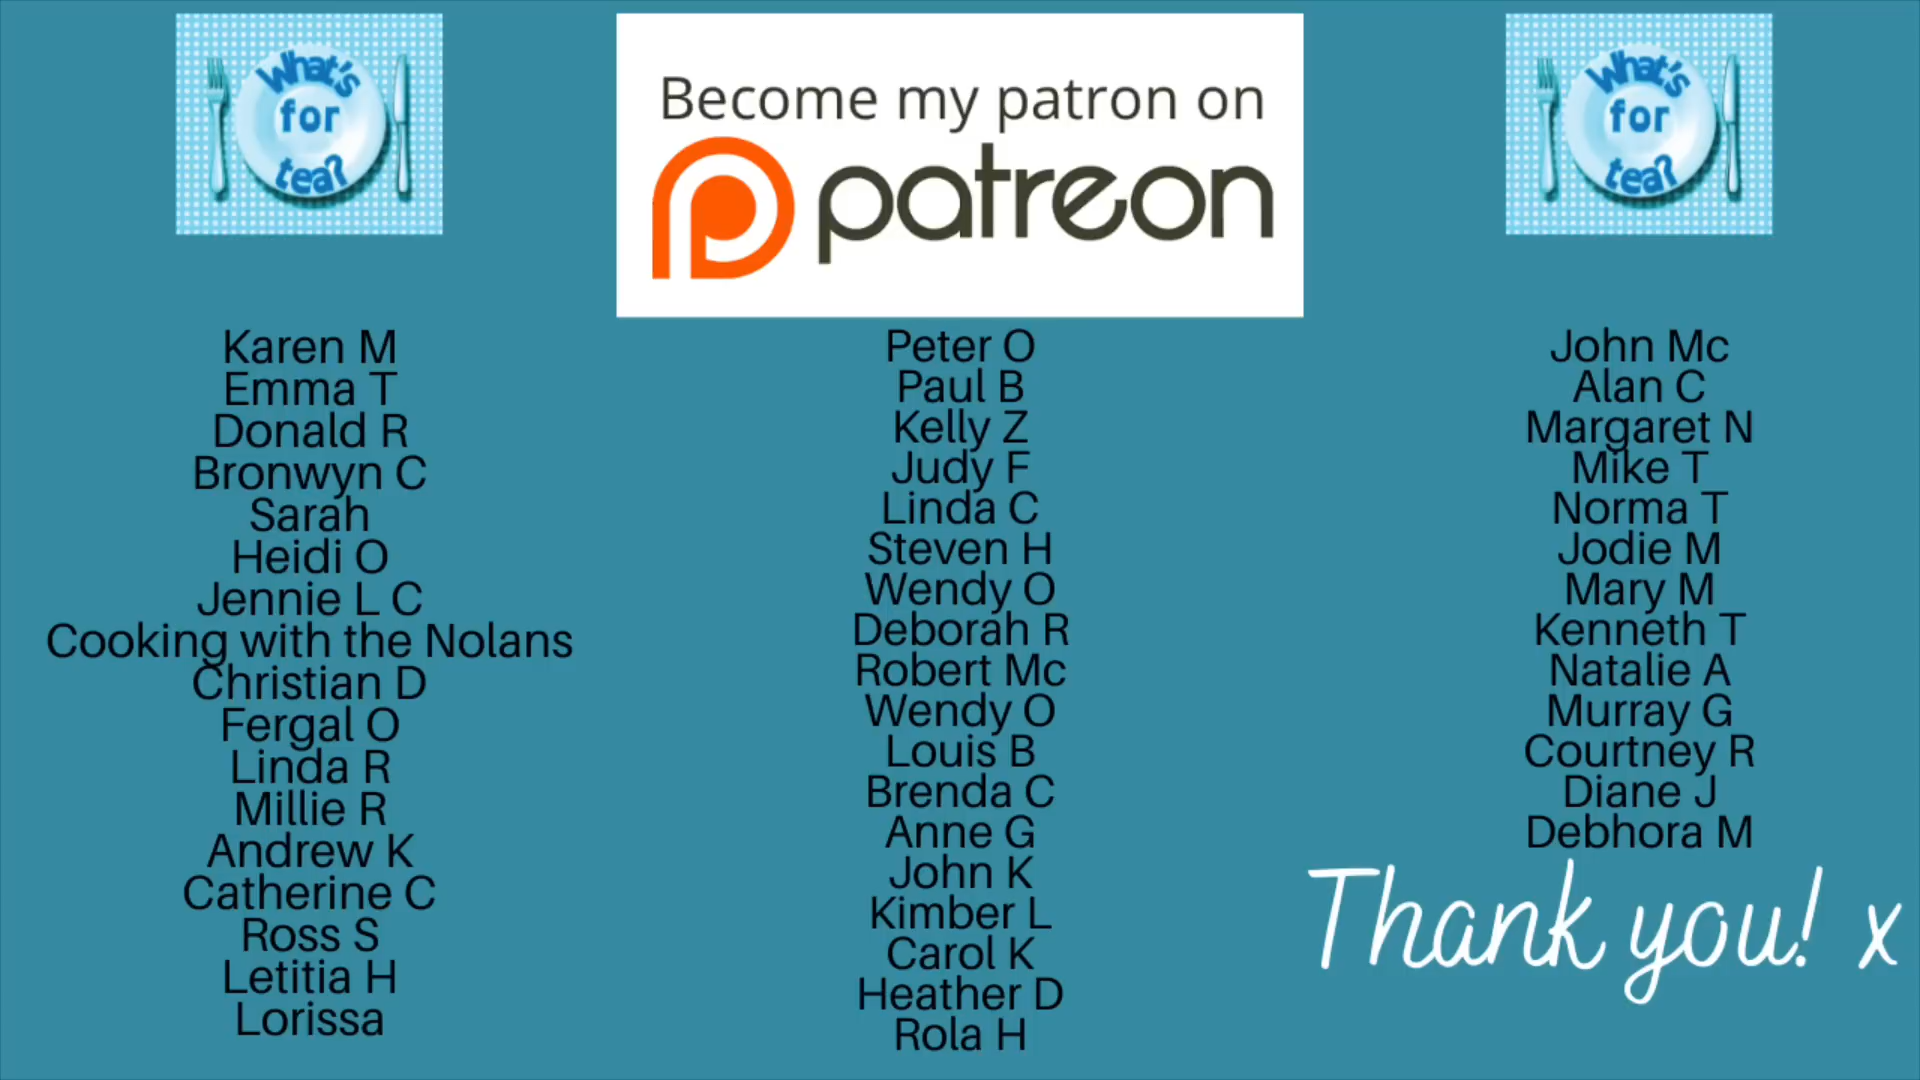 What's
for
tea?
Become my patron on
patreon
What's
for
tea?
Karen M
Emma T
Donald R
Bronwyn C
Sarah
Heidi O
Jennie L C
Cooking with the Nolans
Christian D
Fergal O
Linda R
Millie R
Andrew K
Catherine C
Ross S
Letitia H
Lorissa
Peter O
Paul B
Kelly Z
Judy F
Linda C
Steven H
Wendy O
Deborah R
Robert Mc
Wendy O
Louis B
Brenda C
Anne G
John K
Kimber L
Carol K
Heather D
Rola H
John Mc
Alan C
Margaret N
Mike T
Norma T
Jodie M
Mary M
Kenneth T
Natalie A
Murray G
Courtney R
Diane J
Debhora M
Thank you! x